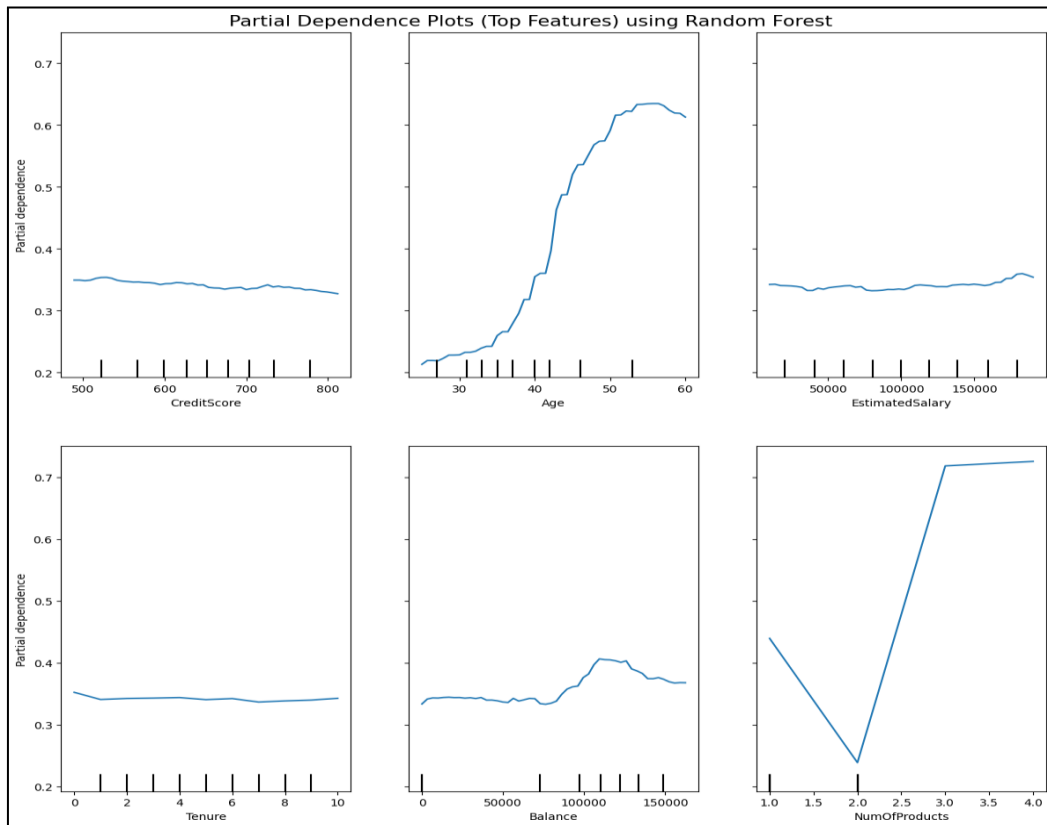 Partial Dependence Plots (Top Features) using Random Forest
Partial dependence
0.7
0.6
0.5
0.4
0.3
0.2
500 600 700 800
CreditScore
30 40 50 60
Age
50000 100000 150000
EstimatedSalary
Partial dependence
0.7
0.6
0.5
0.4
0.3
0.2
0 2 4 6 8 10
Tenure
0 50000 100000 150000
Balance
1.0 1.5 2.0 2.5 3.0 3.5 4.0
NumOfProducts